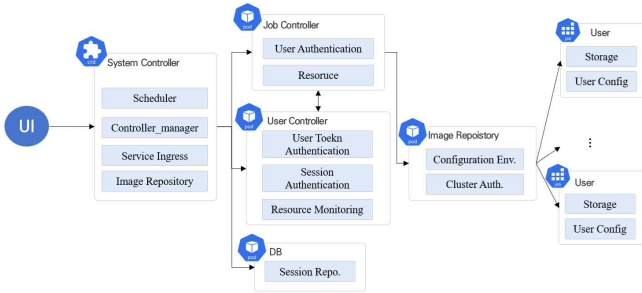 UI
crd
System Controller
Scheduler
Controller_manager
Service Ingress
Image Repository
pod
Job Controller
User Authentication
Resoruce
pod
User Controller
User Toekn
Authentication
Session
Authentication
Resource Monitoring
pod
DB
Session Repo.
pod
Image Repoistory
Configuration Env.
Cluster Auth.
job
User
Storage
User Config
⋮
job
User
Storage
User Config